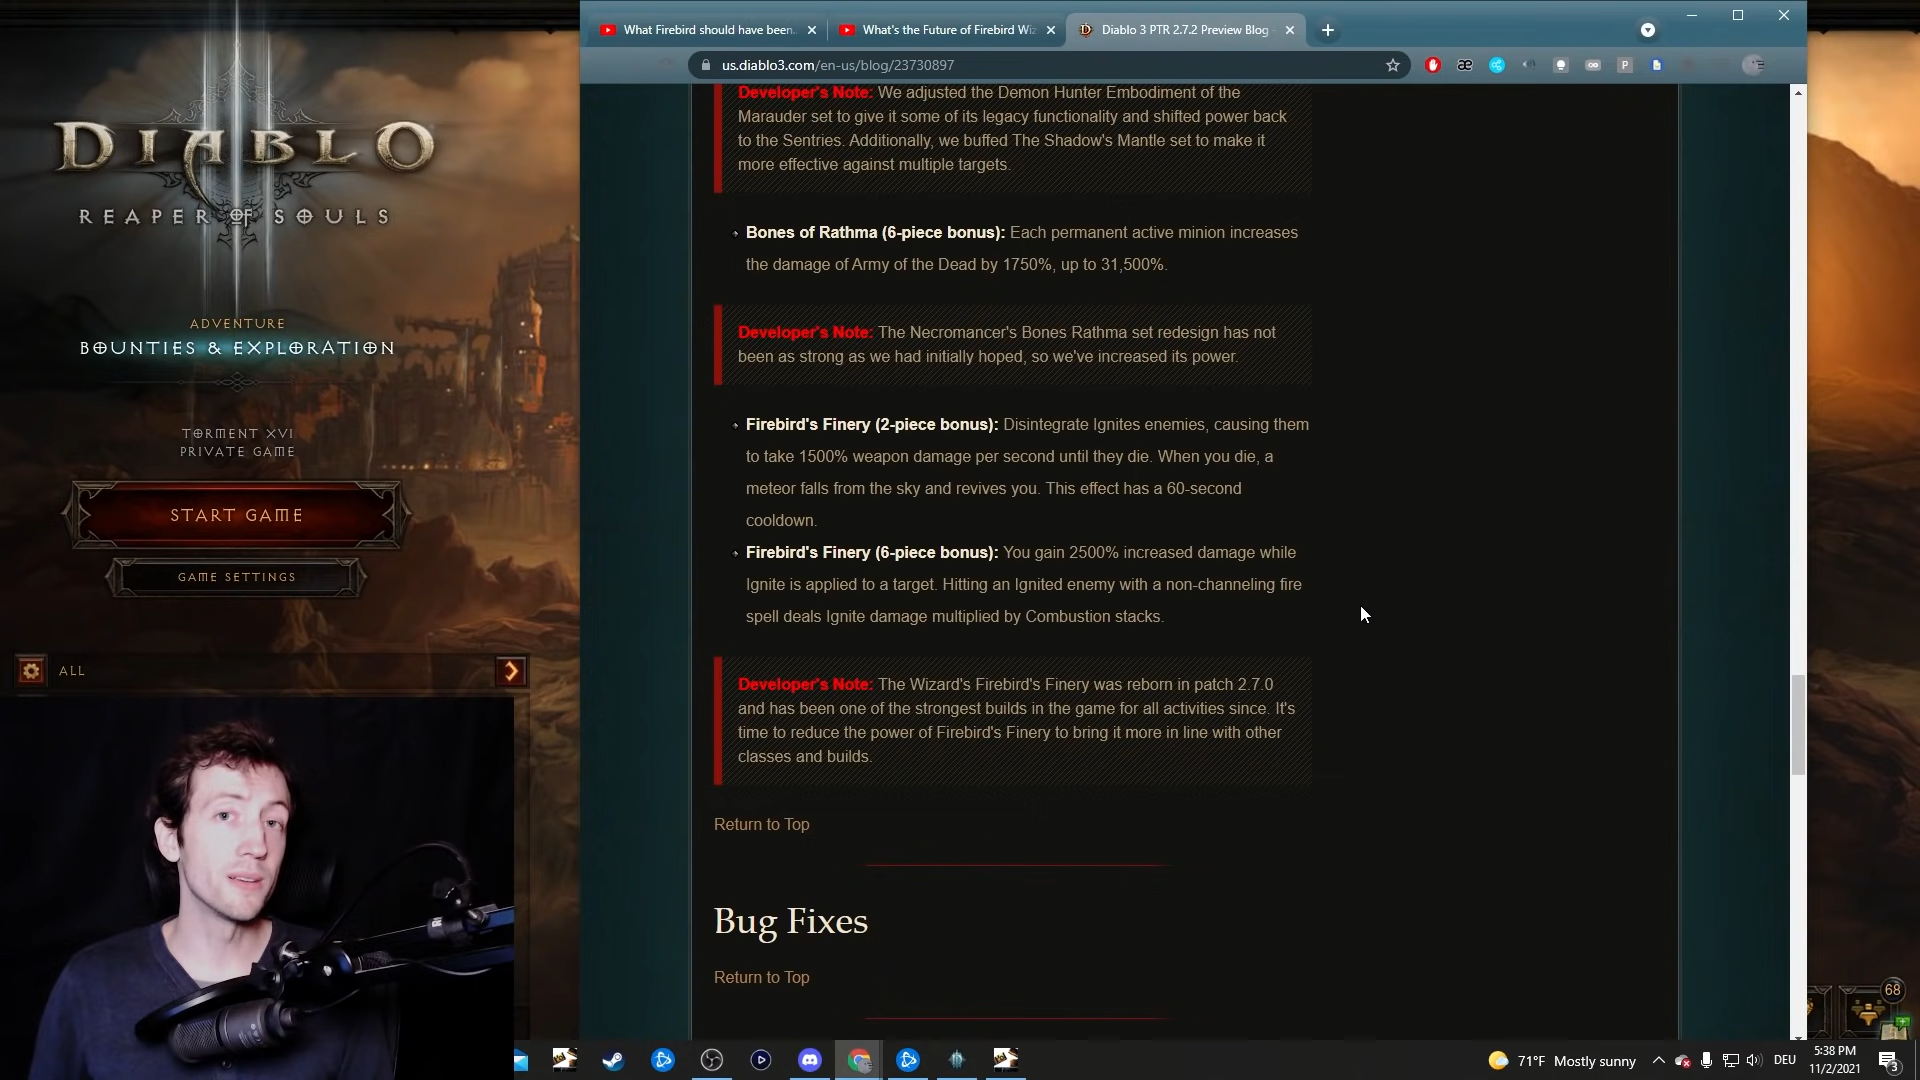 DIABLO
REAPER OF SOULS
ADVENTURE
BOUNTIES & EXPLORATION
TORMENT XVI
PRIVATE GAME
START GAME
GAME SETTINGS
ALL
What Firebird should have been.
What's the Future of Firebird Wiz
Diablo 3 PTR 2.7.2 Preview Blog
us.diablo3.com/en-us/blog/23730897
Developer's Note: We adjusted the Demon Hunter Embodiment of the
Marauder set to give it some of its legacy functionality and shifted power back
to the Sentries. Additionally, we buffed The Shadow's Mantle set to make it
more effective against multiple targets.
Bones of Rathma (6-piece bonus): Each permanent active minion increases
the damage of Army of the Dead by 1750%, up to 31,500%.
Developer's Note: The Necromancer's Bones Rathma set redesign has not
been as strong as we had initially hoped, so we've increased its power.
Firebird's Finery (2-piece bonus): Disintegrate Ignites enemies, causing them
to take 1500% weapon damage per second until they die. When you die, a
meteor falls from the sky and revives you. This effect has a 60-second
cooldown.
Firebird's Finery (6-piece bonus): You gain 2500% increased damage while
Ignite is applied to a target. Hitting an Ignited enemy with a non-channeling fire
spell deals Ignite damage multiplied by Combustion stacks.
Developer's Note: The Wizard's Firebird's Finery was reborn in patch 2.7.0
and has been one of the strongest builds in the game for all activities since. It's
time to reduce the power of Firebird's Finery to bring it more in line with other
classes and builds.
Return to Top
Bug Fixes
Return to Top
68
71°F Mostly sunny
DEU
5:38 PM
11/2/2021
3